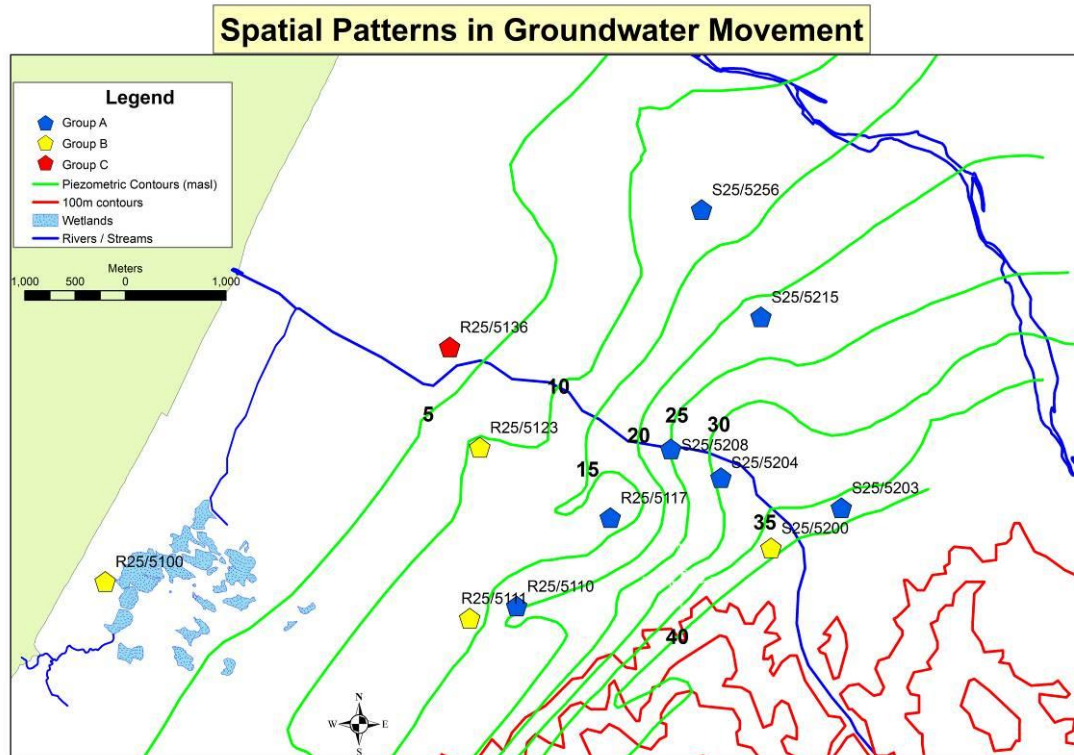 Spatial Patterns in Groundwater Movement
Legend
Group A
Group B
Group C
Piezometric Contours (masl)
100m contours
Wetlands
Rivers / Streams
Meters
1,000 500 0 1,000
S25/5256
S25/5215
R25/5136
10
5
25
30
R25/5123
20
S25/5208
15
S25/5204
R25/5117
S25/5203
35
S25/5200
R25/5100
R25/5110
R25/5111
40
N
W E
S